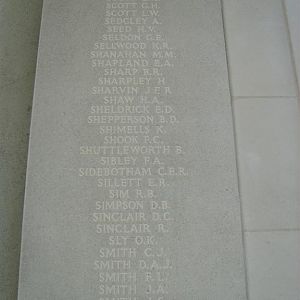 SCOTT G.H.
SCOTT L.W.
SEDGLEY A.
SEED H.V.
SELDON G.E.
SELLWOOD K.R.
SHANAHAN M.M.
SHAPLAND E.A.
SHARP R.R.
SHARPLEY H.
SHARVIN J.F.R
SHAW H.A.
SHELDRICK E.D.
SHEPPERSON B.D.
SHIMELLS K.
SHOOK F.C.
SHUTTLEWORTH B.
SIBLEY F.A.
SIDEBOTHAM C.E.R.
SILLETT E.R.
SIM R.B.
SIMPSON D.B.
SINCLAIR D.C.
SINCLAIR R.
SLY O.K.
SMITH C.J.
SMITH D.A.J.
SMITH F.L.
SMITH J.A.
SMITH